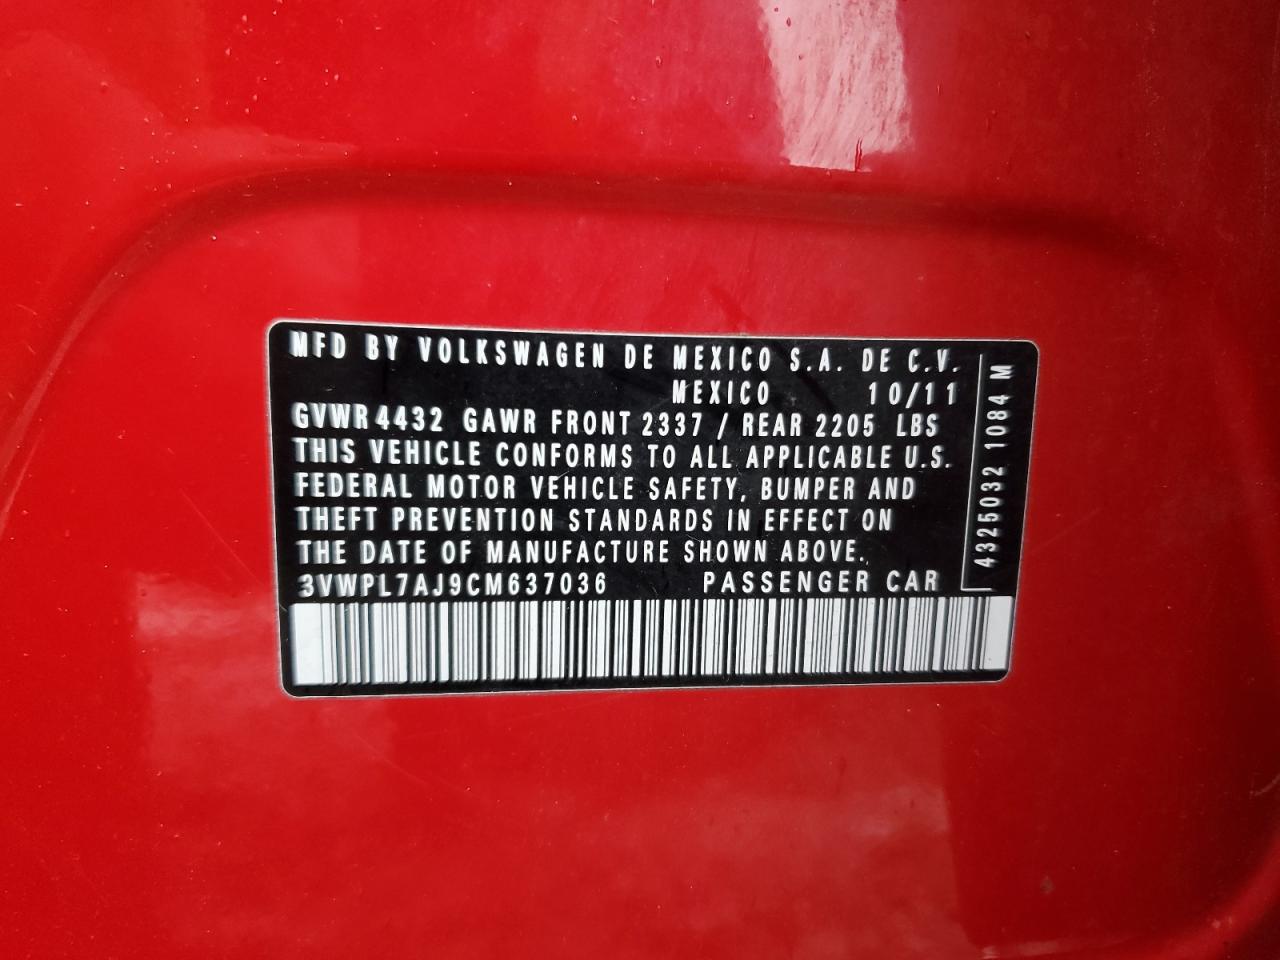 MFD BY VOLKSWAGEN DE MEXICO S.A. DE C.V.
MEXICO 10/11
GVWR 4432 GAWR FRONT 2337 / REAR 2205 LBS
THIS VEHICLE CONFORMS TO ALL APPLICABLE U.S.
FEDERAL MOTOR VEHICLE SAFETY, BUMPER AND
THEFT PREVENTION STANDARDS IN EFFECT ON
THE DATE OF MANUFACTURE SHOWN ABOVE.
3VWPL7AJ9CM637036 PASSENGER CAR
4325032 1084 M